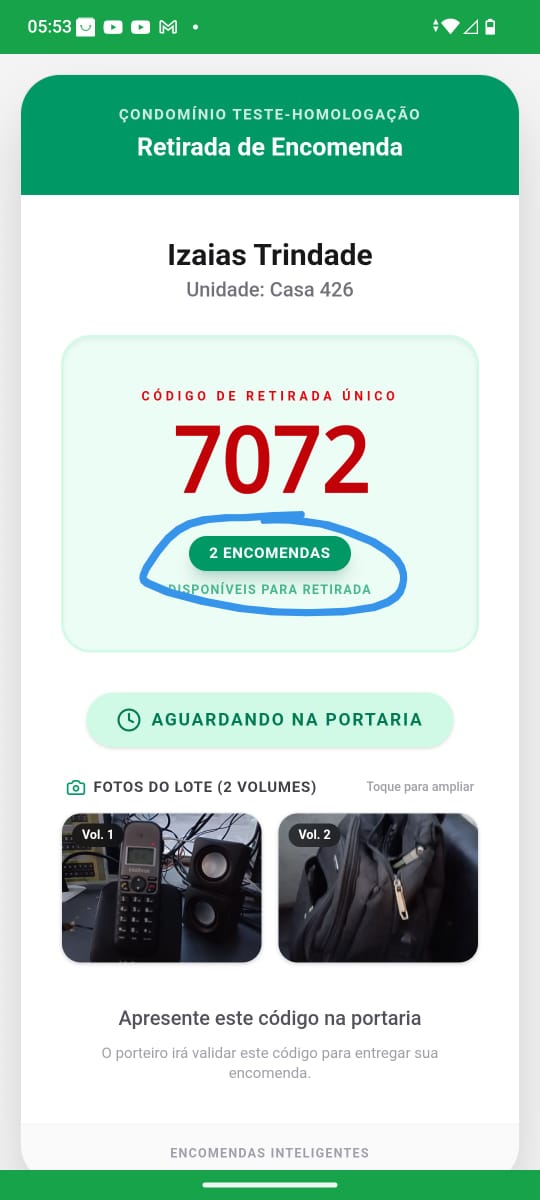 05:53
ÇONDOMÍNIO TESTE-HOMOLOGAÇÃO
Retirada de Encomenda
Izaias Trindade
Unidade: Casa 426
CÓDIGO DE RETIRADA ÚNICO
7072
2 ENCOMENDAS
DISPONÍVEIS PARA RETIRADA
AGUARDANDO NA PORTARIA
FOTOS DO LOTE (2 VOLUMES)
Toque para ampliar
Vol. 1
Vol. 2
Apresente este código na portaria
O porteiro irá validar este código para entregar sua
encomenda.
ENCOMENDAS INTELIGENTES